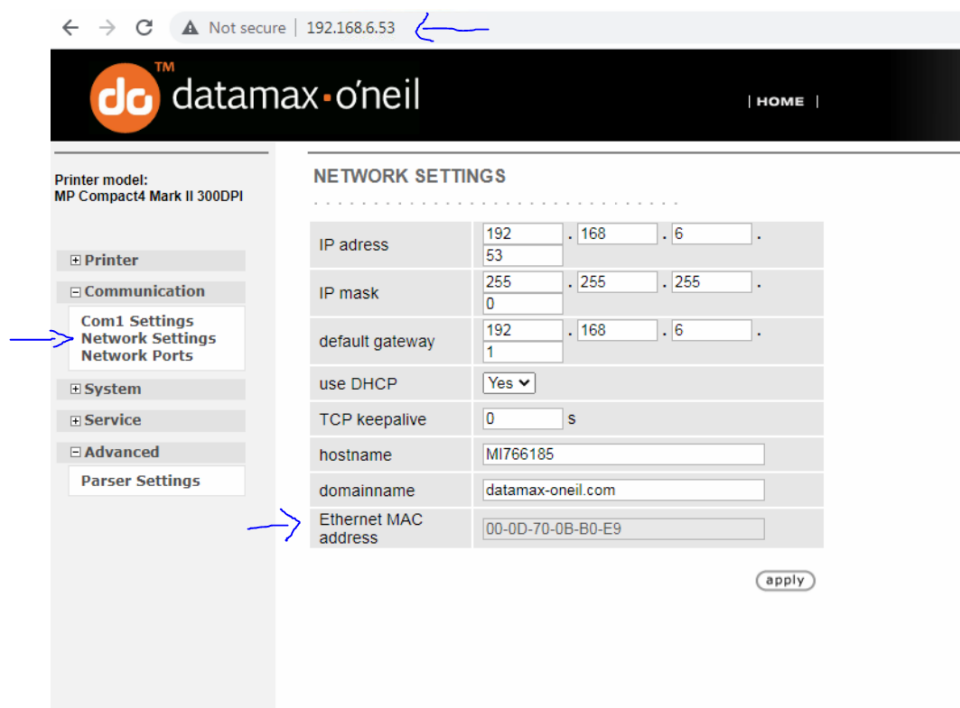 Not secure | 192.168.6.53
do TM datamax·o'neil
| HOME |
Printer model:
MP Compact4 Mark II 300DPI
Printer
Communication
Com1 Settings
Network Settings
Network Ports
System
Service
Advanced
Parser Settings
NETWORK SETTINGS
IP adress 192 . 168 . 6 .
53
IP mask 255 . 255 . 255 .
0
default gateway 192 . 168 . 6 .
1
use DHCP Yes
TCP keepalive 0 s
hostname MI766185
domainname datamax-oneil.com
Ethernet MAC
address 00-0D-70-0B-B0-E9
apply